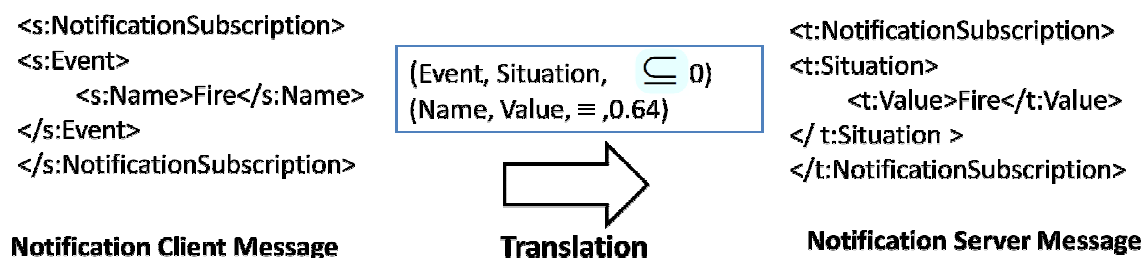 <s:NotificationSubscription>
<s:Event>
<s:Name>Fire</s:Name>
</s:Event>
</s:NotificationSubscription>
Notification Client Message
(Event, Situation, ⊆ 0)
(Name, Value, ≡ ,0.64)
Translation
<t:NotificationSubscription>
<t:Situation>
<t:Value>Fire</t:Value>
</ t:Situation >
</t:NotificationSubscription>
Notification Server Message